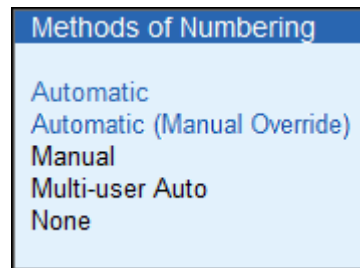 Methods of Numbering
Automatic
Automatic (Manual Override)
Manual
Multi-user Auto
None